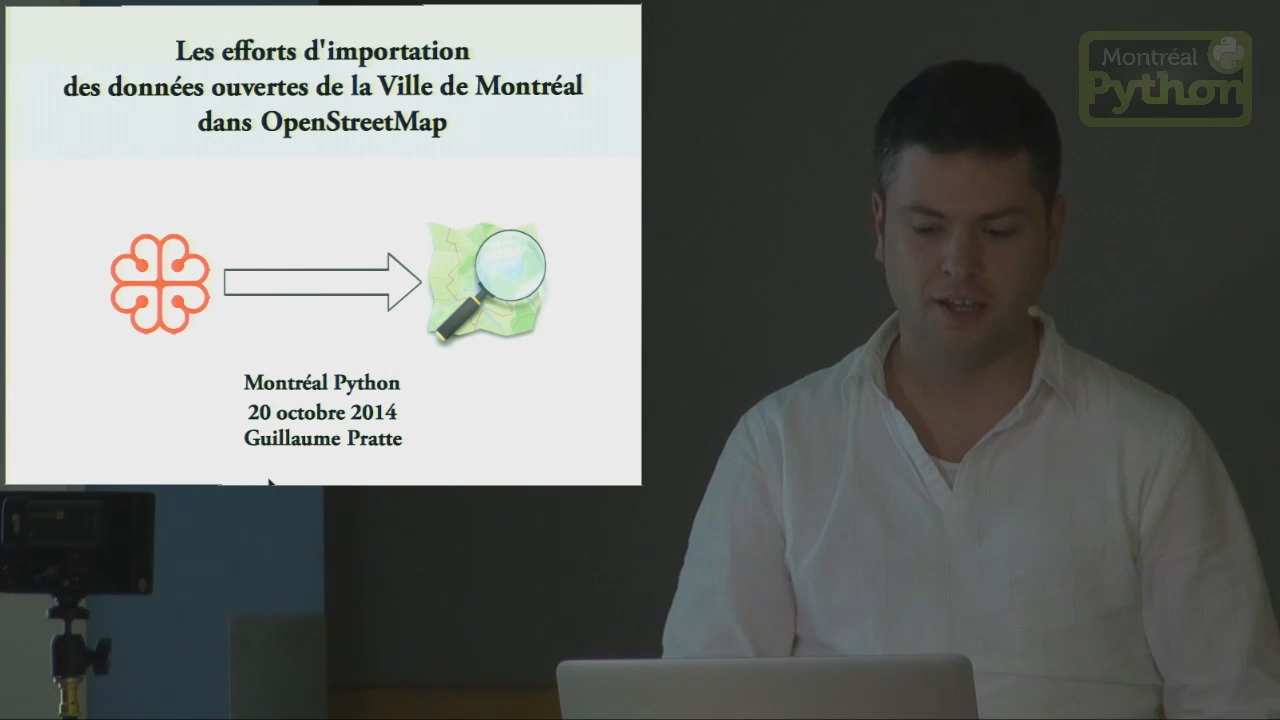 Les efforts d'importation
des données ouvertes de la Ville de Montréal
dans OpenStreetMap
Montréal Python
20 octobre 2014
Guillaume Pratte
Montréal
Python